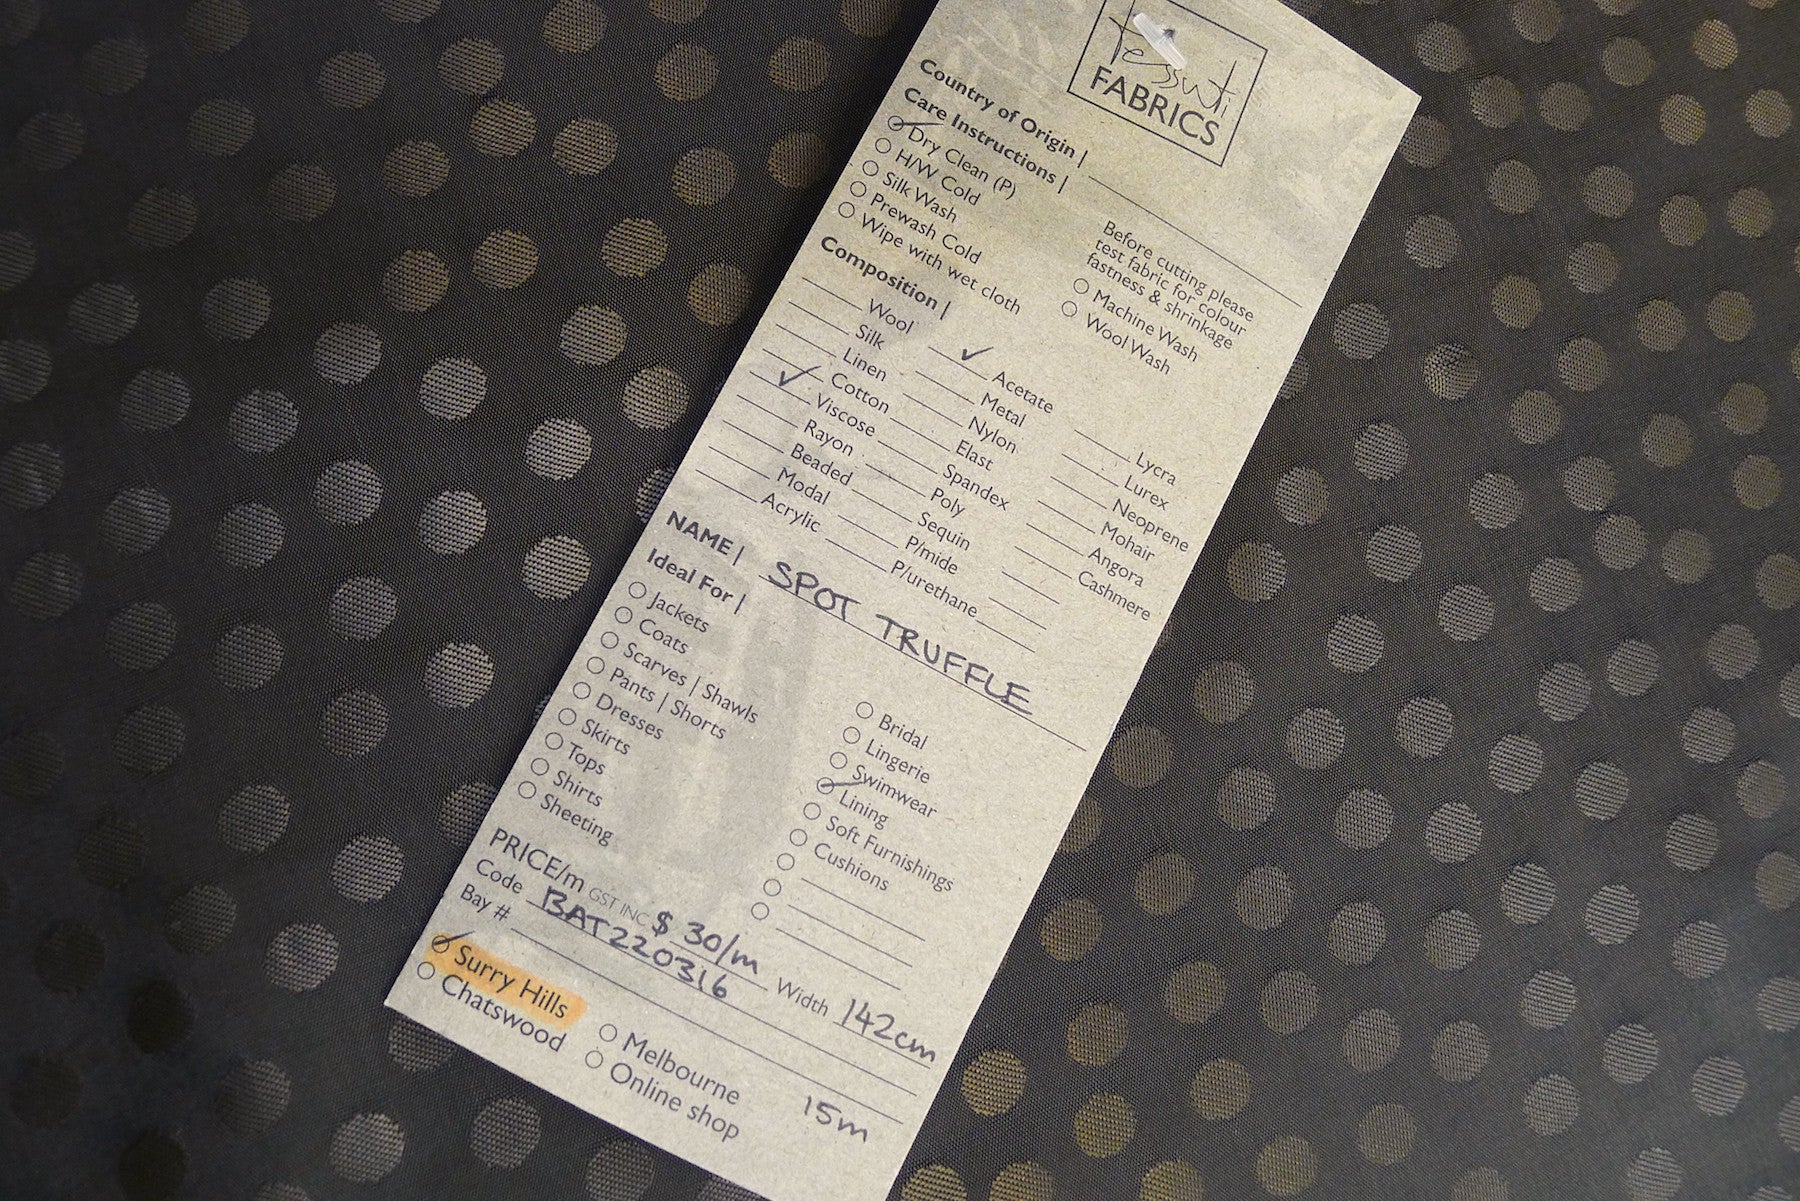 Tessuti
FABRICS
Country of Origin |
Care Instructions |
Dry Clean (P)
H/W Cold
Silk Wash
Prewash Cold
Wipe with wet cloth
Before cutting please
test fabric for colour
fastness & shrinkage
Machine Wash
Wool Wash
Composition |
Wool
Silk
Linen
Cotton
Viscose
Rayon
Beaded
Modal
Acrylic
Acetate
Metal
Nylon
Elast
Spandex
Poly
Sequin
P/mide
P/urethane
Lycra
Lurex
Neoprene
Mohair
Angora
Cashmere
NAME | SPOT TRUFFLE
Ideal For |
Jackets
Coats
Scarves | Shawls
Pants | Shorts
Dresses
Skirts
Tops
Shirts
Sheeting
Bridal
Lingerie
Swimwear
Lining
Soft Furnishings
Cushions
PRICE/m GST INC $ 30/m Width 142cm
Code BAT220316
Bay #
Surry Hills
Chatswood
Melbourne
Online shop
15m